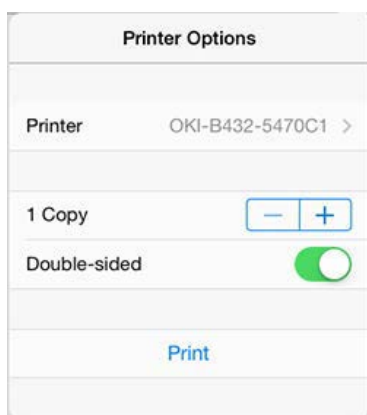 Printer Options
Printer OKI-B432-5470C1 >
1 Copy − +
Double-sided
Print